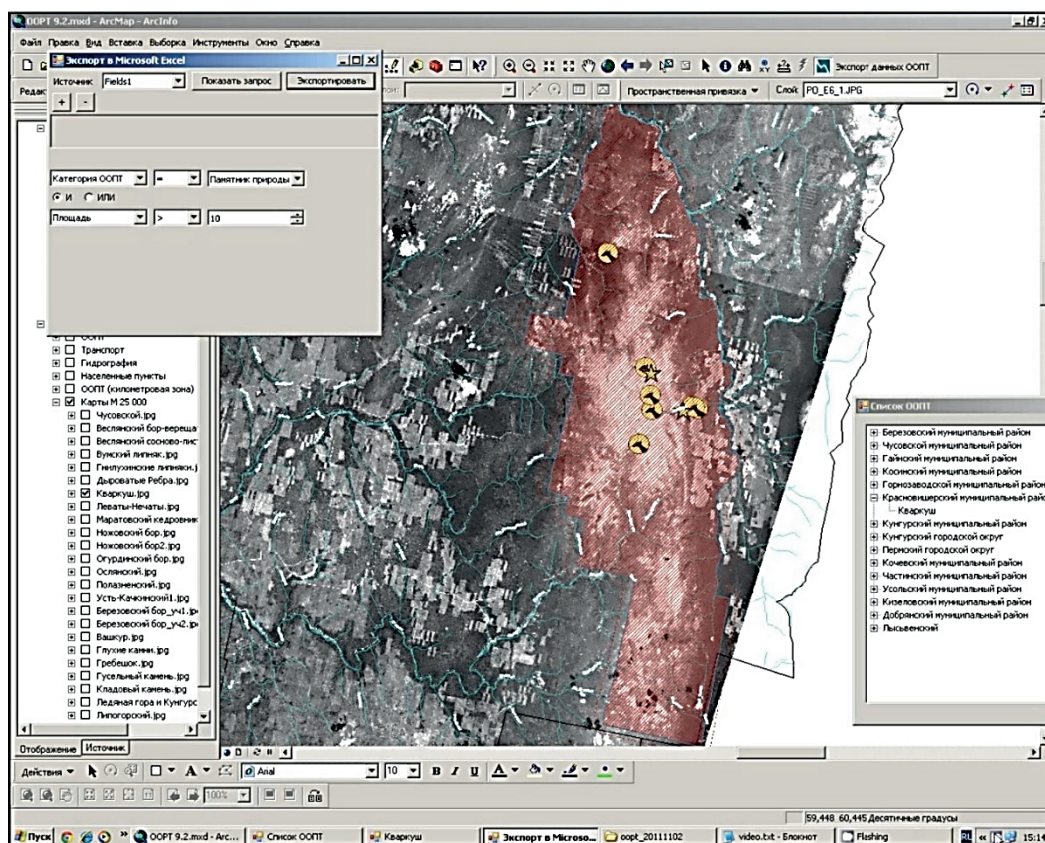 ООПТ 9.2.mxd - ArcMap - ArcInfo
Файл Правка Вид Вставка Выборка Инструменты Окно Справка
Экспорт данных ООПТ
Экспорт в Microsoft Excel
Источник: Fields1 Показать запрос Экспортировать
+ -
Категория ООПТ = Памятник природы
И ИЛИ
Площадь > 10
Пространственная привязка Слой: PO_E6_1.JPG
ООПТ
Транспорт
Гидрография
Населенные пункты
ООПТ (километровая зона)
Карты М 25 000
Чусовской.jpg
Веслянский бор-вереща
Веслянский сосново-лис
Вумский липняк.jpg
Гнилухинские липняки.j
Дыроватые Ребра.jpg
Кваркуш.jpg
Леваты-Нечаты.jpg
Маратовский кедровник
Ножовский бор.jpg
Ножовский бор2.jpg
Огурдинский бор.jpg
Ослянский.jpg
Полазненский.jpg
Усть-Качкинский1.jpg
Березовский бор_уч1.jp
Березовский бор_уч2.jp
Вашкур.jpg
Глухие камни.jpg
Гребешок.jpg
Гусельный камень.jpg
Кладовый камень.jpg
Ледяная гора и Кунгурс
Липогорский.jpg
Отображение Источник
Список ООПТ
Березовский муниципальный район
Чусовской муниципальный район
Гайнский муниципальный район
Косинский муниципальный район
Горнозаводской муниципальный район
Красновишерский муниципальный райо
Кваркуш
Кунгурский муниципальный район
Кунгурский городской округ
Пермский городской округ
Кочевский муниципальный район
Частинский муниципальный район
Усольский муниципальный район
Кизеловский муниципальный район
Добрянский муниципальный район
Лысьвенский
Действия Arial 10 B I U A
100%
59,448 60,445 Десятичные градусы
Пуск ООПТ 9.2.mxd - Arc... Список ООПТ Кваркуш Экспорт в Microso... oopt_20111102 video.txt - Блокнот Flashing RL 15:14